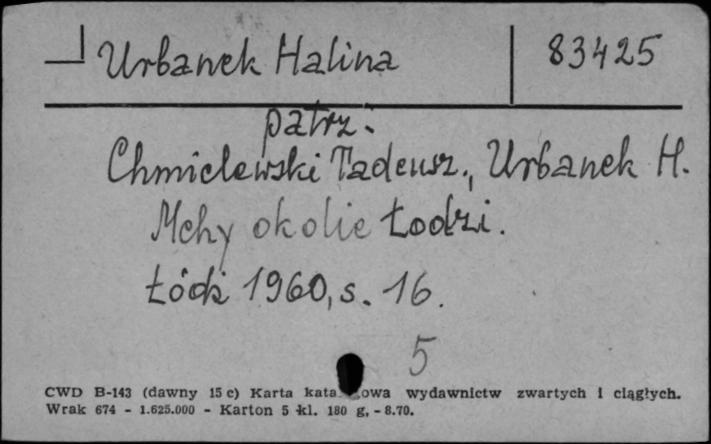 Urbanek Halina 83425
patrz:
Chmielewski Tadeusz., Urbanek H.
Mchy okolic Łodzi.
Łódź 1960, s. 16.
5
CWD B-143 (dawny 15 c) Karta kata owa wydawnictw zwartych i ciągłych.
Wrak 674 - 1.625.000 - Karton 5 kl. 180 g, - 8.70.